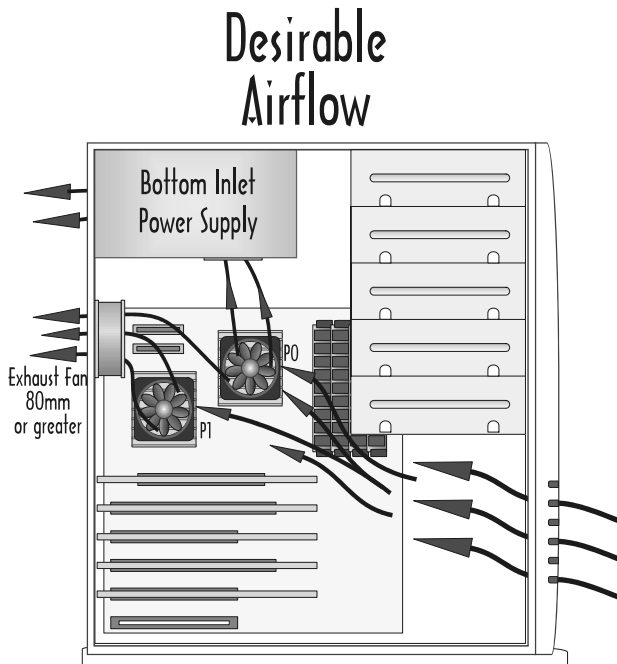 Desirable
Airflow
Bottom Inlet
Power Supply
P0
Exhaust Fan
80mm
or greater
P1